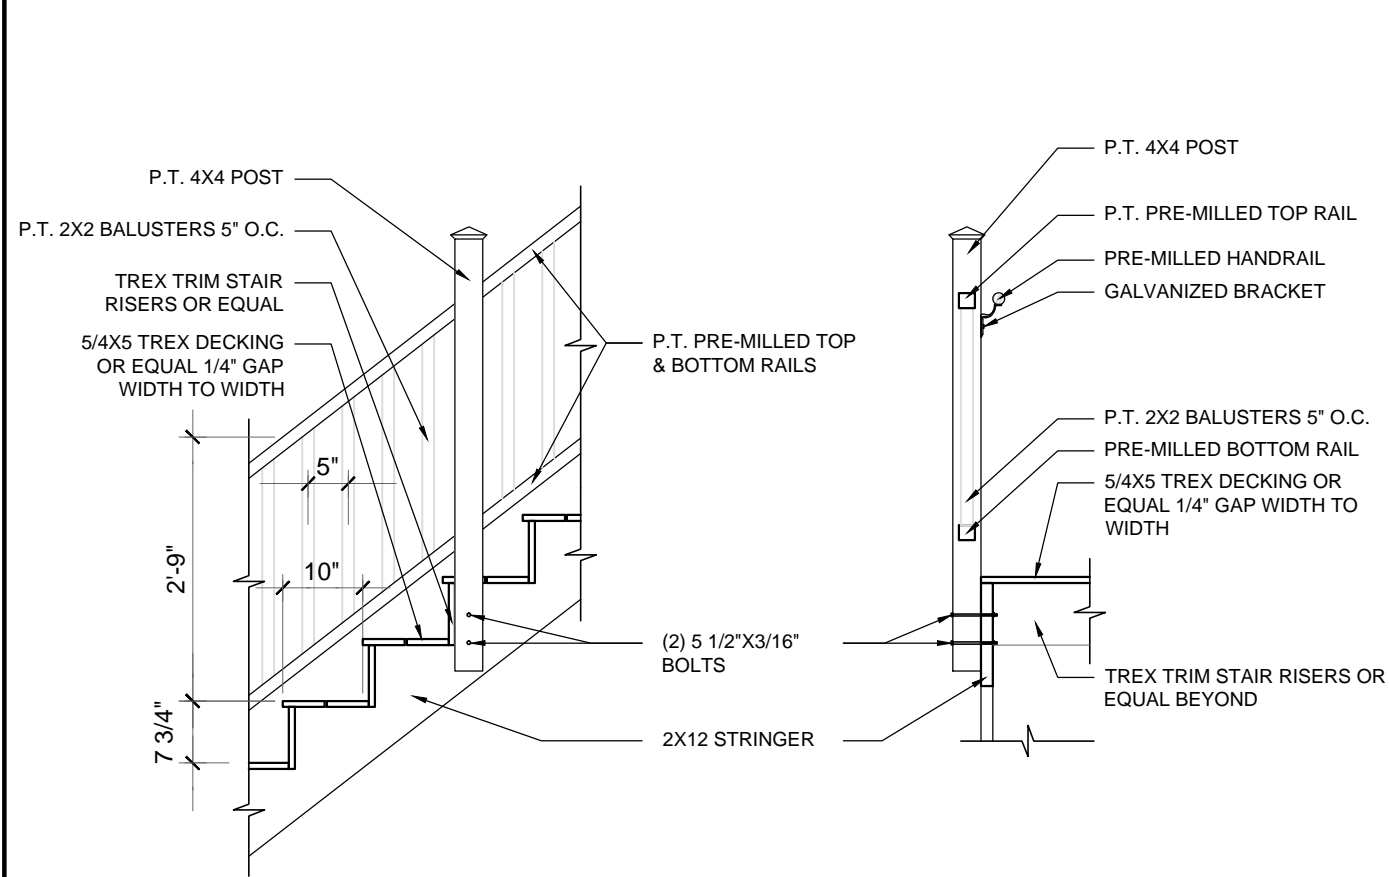 P.T. 4X4 POST
P.T. 2X2 BALUSTERS 5" O.C.
TREX TRIM STAIR
RISERS OR EQUAL
5/4X5 TREX DECKING
OR EQUAL 1/4" GAP
WIDTH TO WIDTH
5"
10"
2'-9"
7 3/4"
P.T. PRE-MILLED TOP
& BOTTOM RAILS
(2) 5 1/2"X3/16"
BOLTS
2X12 STRINGER
P.T. 4X4 POST
P.T. PRE-MILLED TOP RAIL
PRE-MILLED HANDRAIL
GALVANIZED BRACKET
P.T. 2X2 BALUSTERS 5" O.C.
PRE-MILLED BOTTOM RAIL
5/4X5 TREX DECKING OR
EQUAL 1/4" GAP WIDTH TO
WIDTH
TREX TRIM STAIR RISERS OR
EQUAL BEYOND